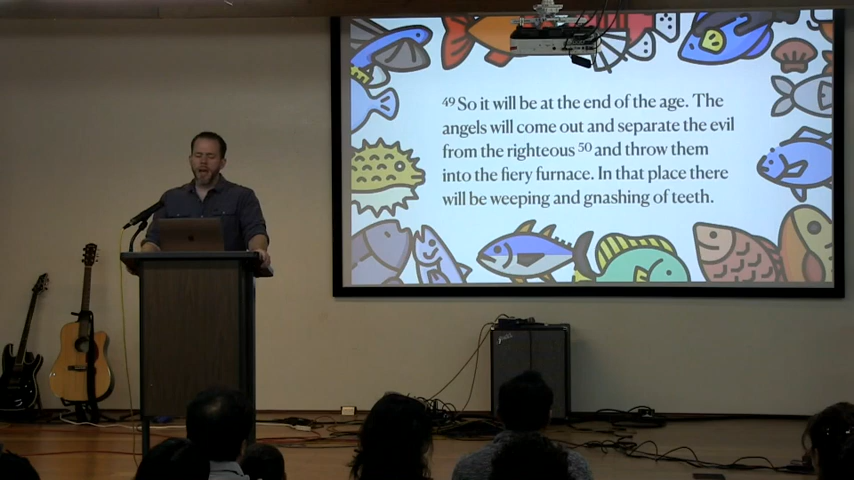 49 So it will be at the end of the age. The
angels will come out and separate the evil
from the righteous 50 and throw them
into the fiery furnace. In that place there
will be weeping and gnashing of teeth.